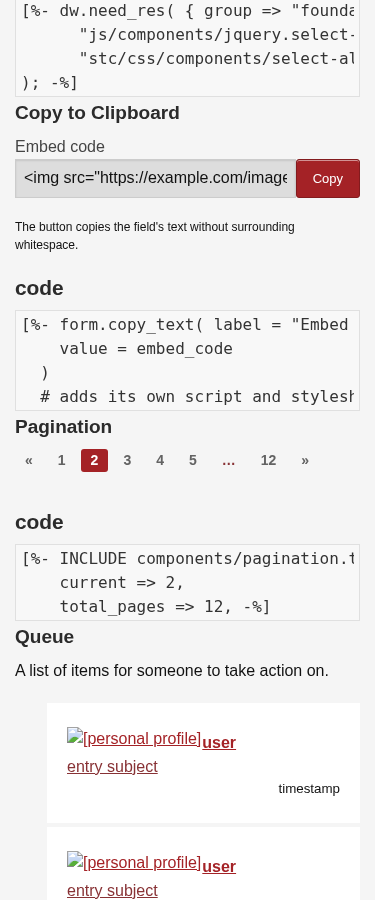 [%- dw.need_res( { group => "founda
"js/components/jquery.select-
"stc/css/components/select-al
); -%]
Copy to Clipboard
Embed code
<img src="https://example.com/image
Copy
The button copies the field's text without surrounding
whitespace.
code
[%- form.copy_text( label = "Embed
value = embed_code
)
# adds its own script and stylesh
Pagination
« 1 2 3 4 5 … 12 »
code
[%- INCLUDE components/pagination.t
current => 2,
total_pages => 12, -%]
Queue
A list of items for someone to take action on.
[personal profile]user
entry subject
timestamp
[personal profile]user
entry subject